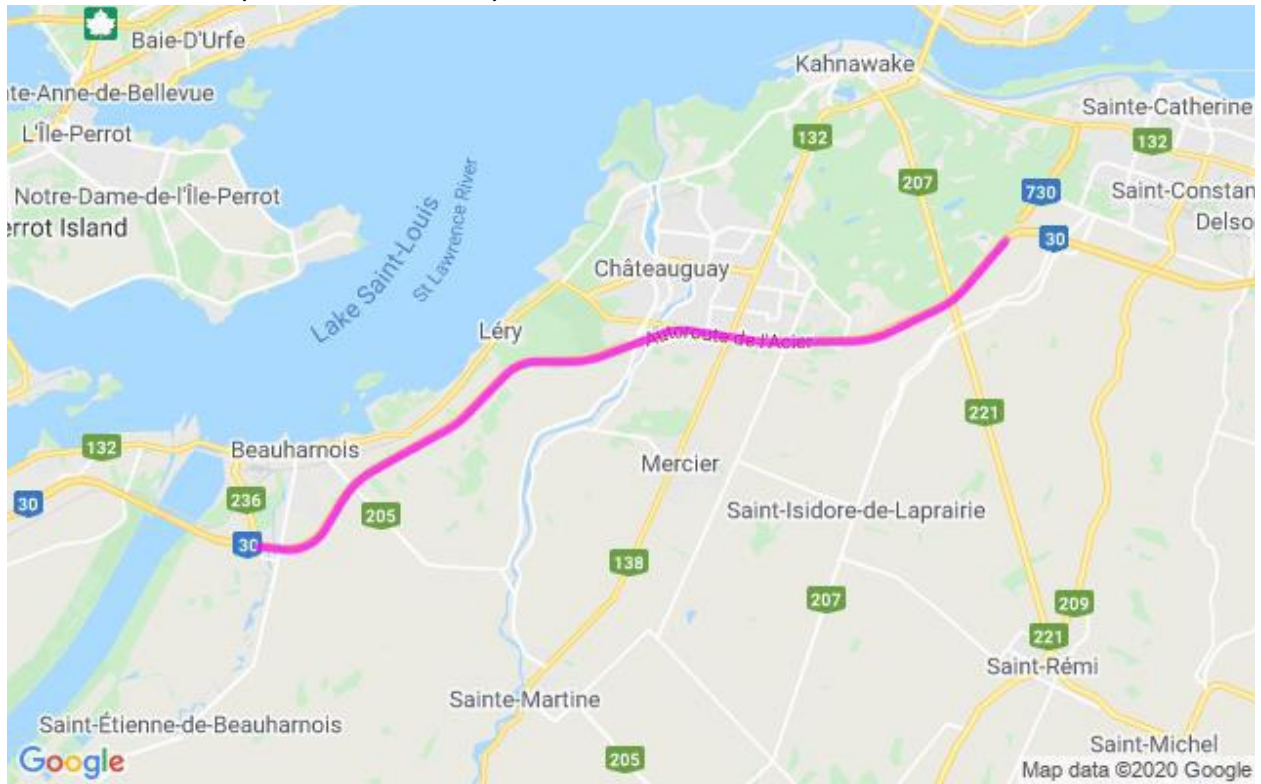 Baie-D'Urfe
Kahnawake
te-Anne-de-Bellevue
Sainte-Catherine
L'Île-Perrot
132
132
207
730
Saint-Constan
Notre-Dame-de-l'Île-Perrot
errot Island
Delso
30
Lake Saint-Louis
St Lawrence River
Châteauguay
Léry
Autoroute de l'Acier
221
132
Beauharnois
Mercier
30
236
205
Saint-Isidore-de-Laprairie
30
138
207
209
221
Saint-Rémi
Sainte-Martine
Saint-Étienne-de-Beauharnois
Saint-Michel
Google
205
Map data ©2020 Google